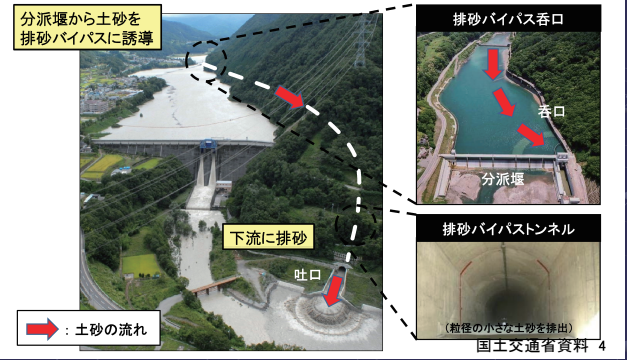 分派堰から土砂を
排砂バイパスに誘導
排砂バイパス呑口
呑口
分派堰
下流に排砂
吐口
排砂バイパストンネル
(粒径の小さな土砂を排出)
:土砂の流れ
国土交通省資料 4